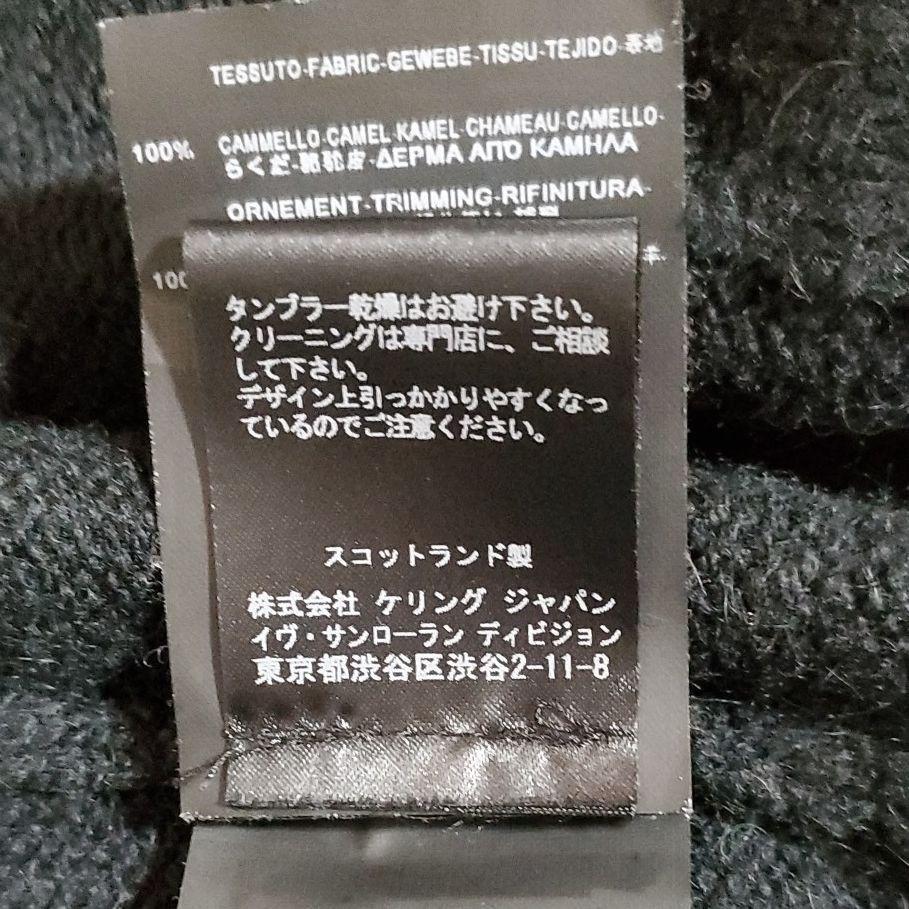 TESSUTO-FABRIC-GEWEBE-TISSU-TEJIDO-表地
100% CAMMELLO-CAMEL-KAMEL-CHAMEAU-CAMELLO-
らくだ-駱駝皮-ΔΕΡΜΑ ΑΠΌ ΚΑΜΗΛΑ
ORNEMENT-TRIMMING-RIFINITURA-
タンブラー乾燥はお避け下さい。
クリーニングは専門店に、ご相談
して下さい。
デザイン上引っかかりやすくなっ
ているのでご注意ください。
スコットランド製
株式会社 ケリング ジャパン
イヴ・サンローラン ディビジョン
東京都渋谷区渋谷2-11-8